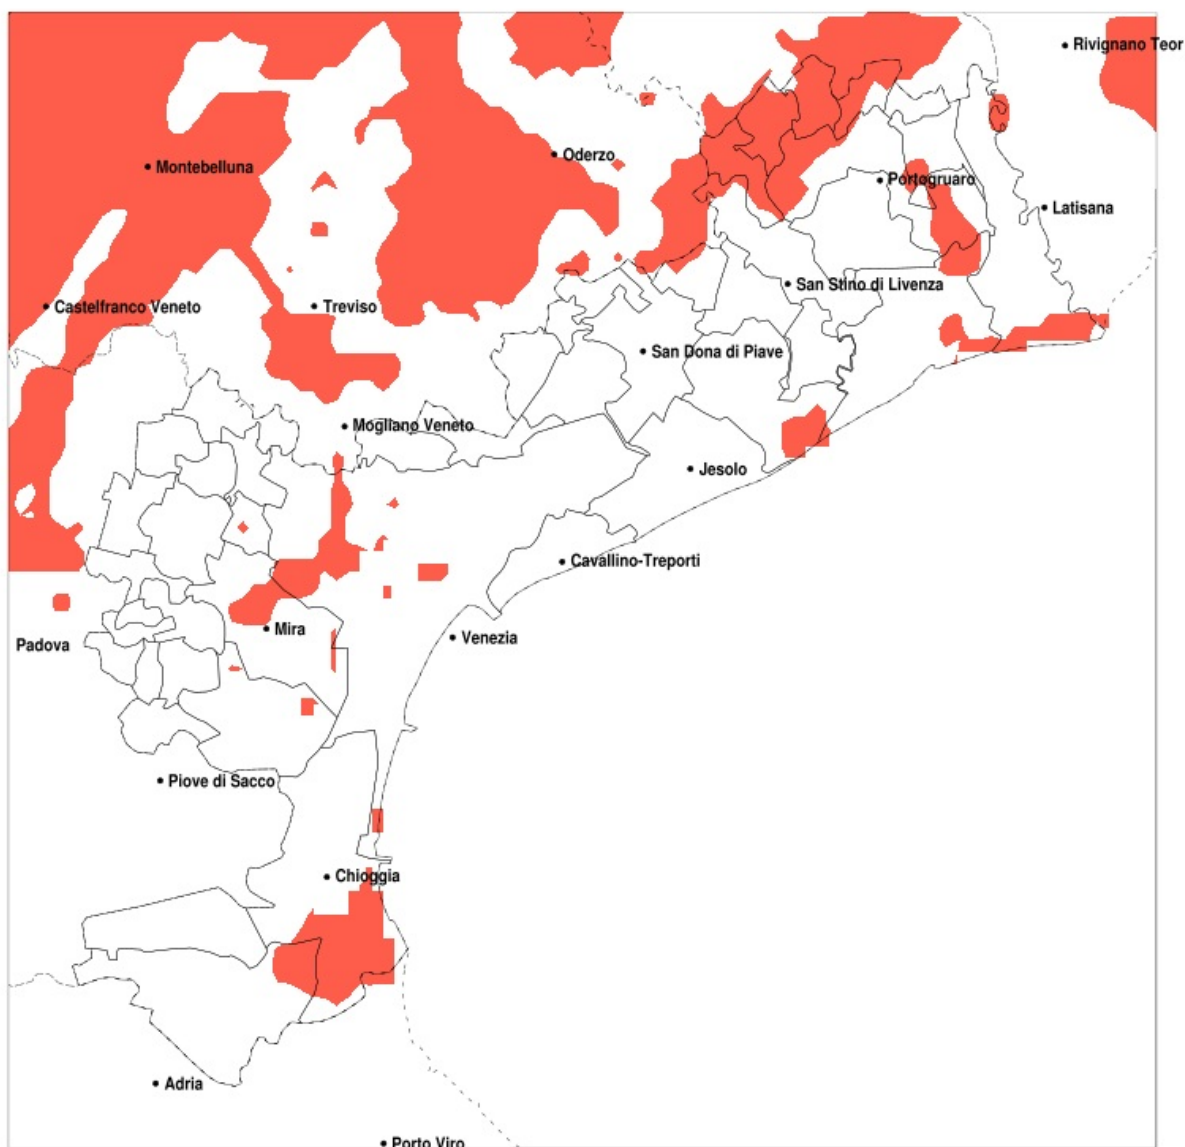 Rivignano Teor
Oderzo
Montebelluna
Portogruaro
Latisana
San Stino di Livenza
Castelfranco Veneto
Treviso
San Dona di Piave
Mogliano Veneto
Jesolo
Cavallino-Treporti
Mira
Venezia
Padova
Piove di Sacco
Chioggia
Adria
Porto Viro